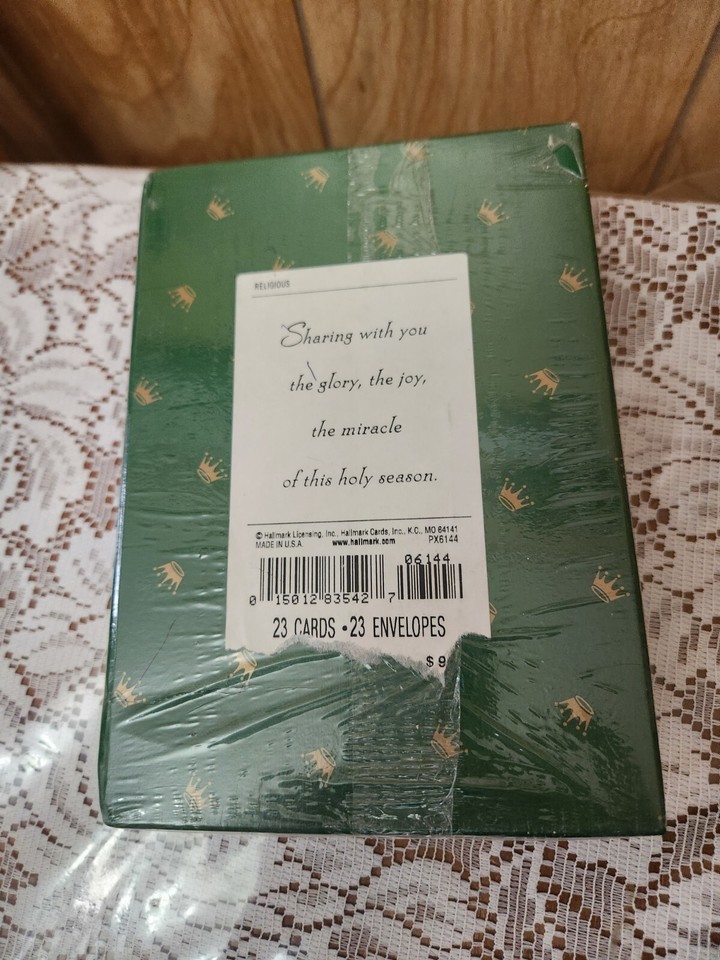 RELIGIOUS
Sharing with you
the glory, the joy,
the miracle
of this holy season.
© Hallmark Licensing, Inc., Hallmark Cards, Inc., K.C., MO 64141
MADE IN U.S.A. www.hallmark.com PX6144
06144
0 15012 83542 7
23 CARDS • 23 ENVELOPES
$9